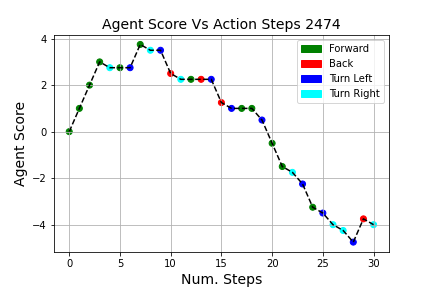 Agent Score Vs Action Steps 2474
Agent Score
4
2
0
−2
−4
Forward
Back
Turn Left
Turn Right
0 5 10 15 20 25 30
Num. Steps